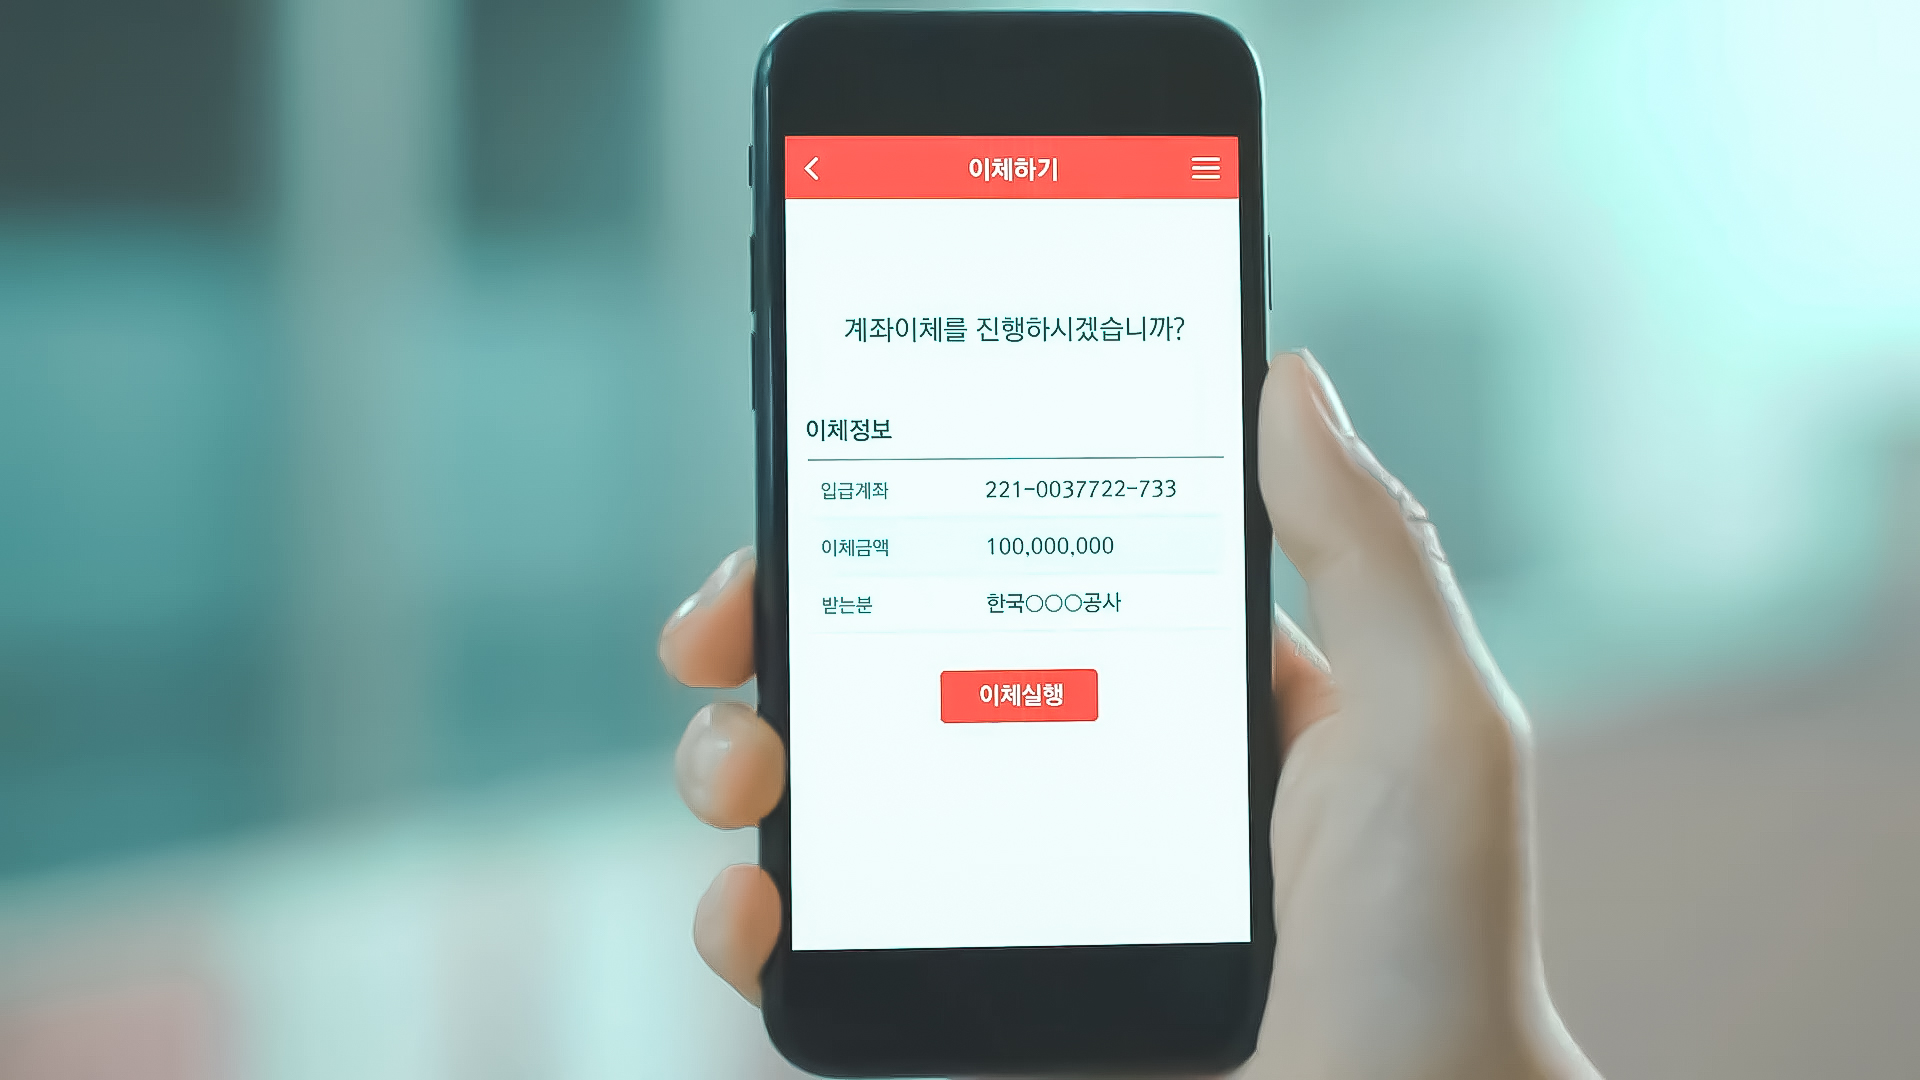 이체하기
계좌이체를 진행하시겠습니까?
이체정보
입급계좌 221-0037722-733
이체금액 100,000,000
받는분 한국○○○공사
이체실행